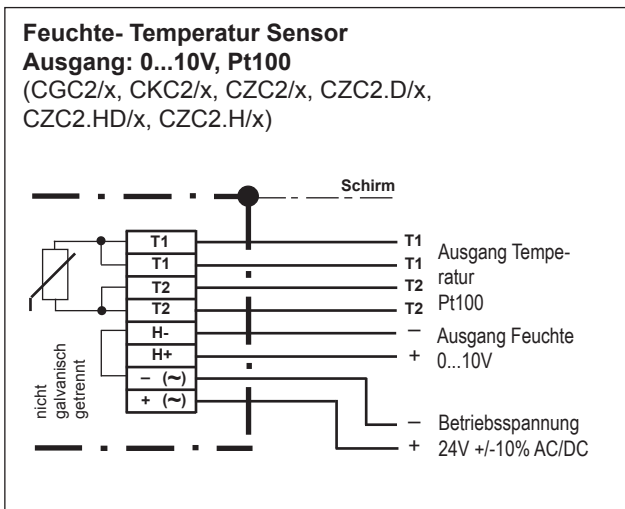 Feuchte- Temperatur Sensor
Ausgang: 0...10V, Pt100
(CGC2/x, CKC2/x, CZC2/x, CZC2.D/x,
CZC2.HD/x, CZC2.H/x)
Schirm
T1
T1
T2
T2
H-
H+
– (~)
+ (~)
T1
T1
T2
T2
–
+
–
+
Ausgang Tempe-
ratur
Pt100
Ausgang Feuchte
0...10V
Betriebsspannung
24V +/-10% AC/DC
nicht
galvanisch
getrennt